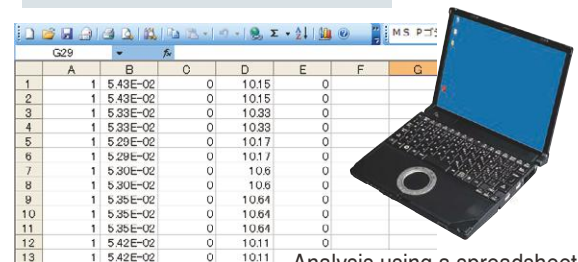 MS Pゴ
G29 fx
A B C D E F G
1 1 5.43E-02 0 10.15 0
2 1 5.43E-02 0 10.15 0
3 1 5.33E-02 0 10.33 0
4 1 5.33E-02 0 10.33 0
5 1 5.29E-02 0 10.17 0
6 1 5.29E-02 0 10.17 0
7 1 5.30E-02 0 10.6 0
8 1 5.30E-02 0 10.6 0
9 1 5.35E-02 0 10.64 0
10 1 5.35E-02 0 10.64 0
11 1 5.35E-02 0 10.64 0
12 1 5.42E-02 0 10.11 0
13 1 5.42E-02 0 10.11
Analysis using a spreadsheet